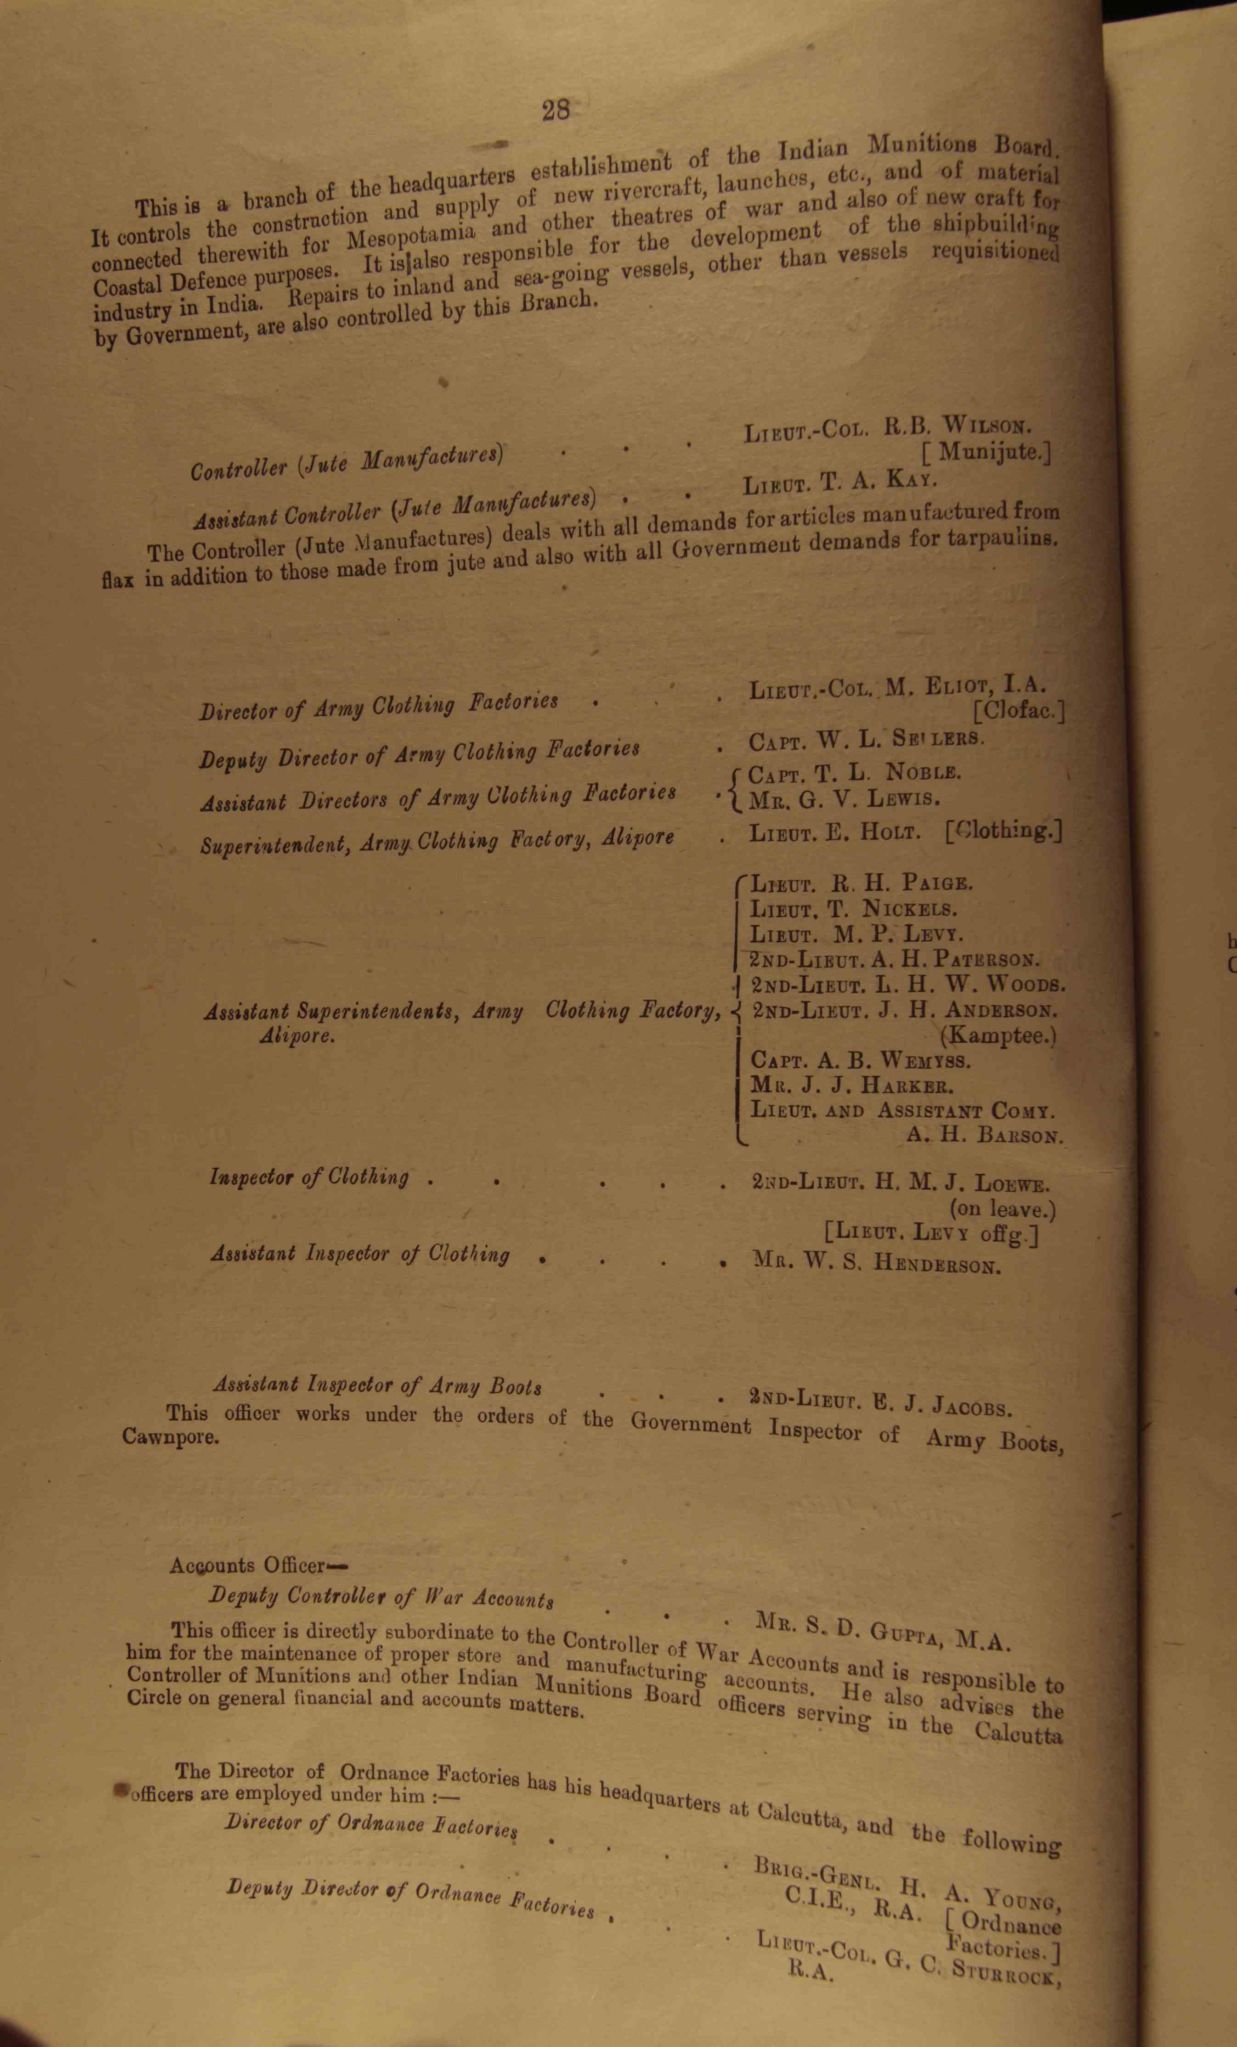 28
This is a branch of the headquarters establishment of the Indian Munitions Board.
It controls the construction and supply of new rivercraft, launches, etc., and of material
connected therewith for Mesopotamia and other theatres of war and also of new craft for
Coastal Defence purposes. It is also responsible for the development of the shipbuilding
industry in India. Repairs to inland and sea-going vessels, other than vessels requisitioned
by Government, are also controlled by this Branch.
Controller (Jute Manufactures) . . . LIEUT.-COL. R.B. WILSON.
[Munijute.]
Assistant Controller (Jute Manufactures) . . LIEUT. T. A. KAY.
The Controller (Jute Manufactures) deals with all demands for articles manufactured from
flax in addition to those made from jute and also with all Government demands for tarpaulins.
Director of Army Clothing Factories . . . LIEUT.-COL. M. ELIOT, I.A.
[Clofac.]
Deputy Director of Army Clothing Factories . CAPT. W. L. SELLERS.
Assistant Directors of Army Clothing Factories . { CAPT. T. L. NOBLE.
MR. G. V. LEWIS.
Superintendent, Army Clothing Factory, Alipore . LIEUT. E. HOLT. [Clothing.]
LIEUT. R. H. PAIGE.
LIEUT. T. NICKELS.
LIEUT. M. P. LEVY.
2ND-LIEUT. A. H. PATERSON.
2ND-LIEUT. L. H. W. WOODS.
Assistant Superintendents, Army Clothing Factory, { 2ND-LIEUT. J. H. ANDERSON.
Alipore. (Kamptee.)
CAPT. A. B. WEMYSS.
MR. J. J. HARKER.
LIEUT. AND ASSISTANT COMY.
A. H. BARSON.
Inspector of Clothing . . . . . 2ND-LIEUT. H. M. J. LOEWE.
(on leave.)
[LIEUT. LEVY offg.]
Assistant Inspector of Clothing . . . . MR. W. S. HENDERSON.
Assistant Inspector of Army Boots . . . 2ND-LIEUT. E. J. JACOBS.
This officer works under the orders of the Government Inspector of Army Boots,
Cawnpore.
Accounts Officer—
Deputy Controller of War Accounts . . . MR. S. D. GUPTA, M.A.
This officer is directly subordinate to the Controller of War Accounts and is responsible to
him for the maintenance of proper store and manufacturing accounts. He also advises the
Controller of Munitions and other Indian Munitions Board officers serving in the Calcutta
Circle on general financial and accounts matters.
The Director of Ordnance Factories has his headquarters at Calcutta, and the following
officers are employed under him :—
Director of Ordnance Factories . . . . BRIG.-GENL. H. A. YOUNG,
C.I.E., R.A. [Ordnance
Factories.]
Deputy Director of Ordnance Factories . . . LIEUT.-COL. G. C. STURROCK,
R.A.